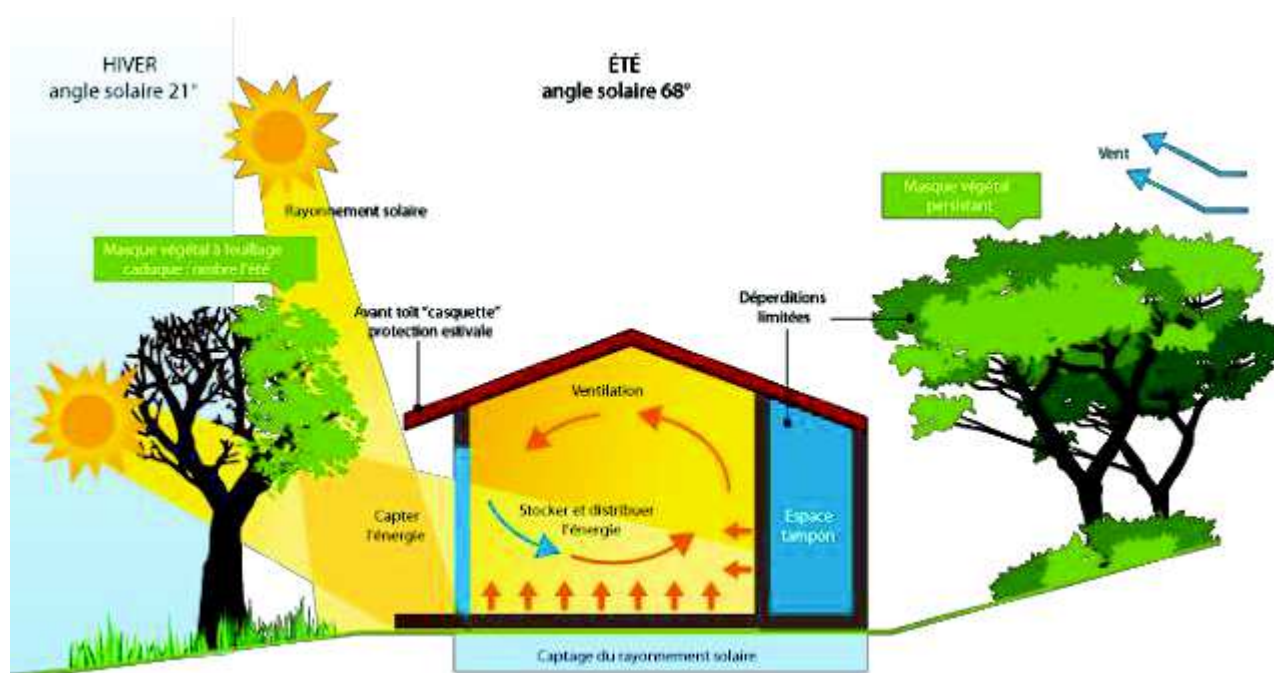 HIVER
angle solaire 21°
ÉTÉ
angle solaire 68°
Vent
Masque végétal
persistant
Rayonnement solaire
Masque végétal à feuillage
caduque : ombre l'été
Avant toit "casquette"
protection estivale
Déperditions
limitées
Ventilation
Capter
l'énergie
Stocker et distribuer
l'énergie
Espace
tampon
Captage du rayonnement solaire